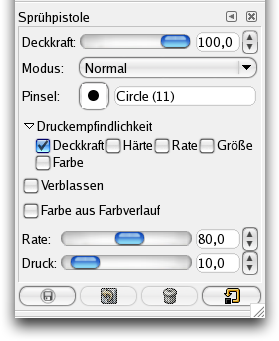 Sprühpistole
Deckkraft: 100,0
Modus: Normal
Pinsel: Circle (11)
Druckempfindlichkeit
Deckkraft Härte Rate Größe
Farbe
Verblassen
Farbe aus Farbverlauf
Rate: 80,0
Druck: 10,0